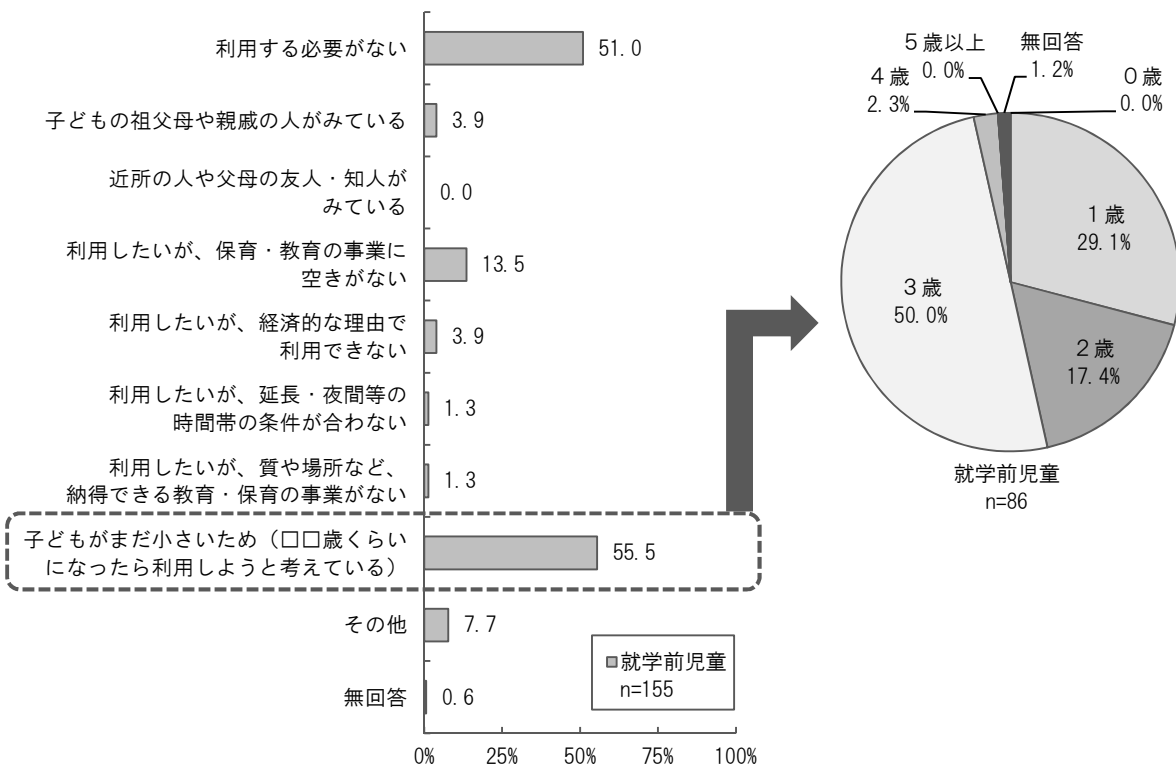 利用する必要がない
51.0
子どもの祖父母や親戚の人がみている
3.9
近所の人や父母の友人・知人が
みている
0.0
利用したいが、保育・教育の事業に
空きがない
13.5
利用したいが、経済的な理由で
利用できない
3.9
利用したいが、延長・夜間等の
時間帯の条件が合わない
1.3
利用したいが、質や場所など、
納得できる教育・保育の事業がない
1.3
子どもがまだ小さいため（□□歳くらい
になったら利用しようと考えている）
55.5
その他
7.7
無回答
0.6
0%
25%
50%
75%
100%
就学前児童
n=155
０歳
0.0%
１歳
29.1%
２歳
17.4%
３歳
50.0%
４歳
2.3%
５歳以上
0.0%
無回答
1.2%
就学前児童
n=86